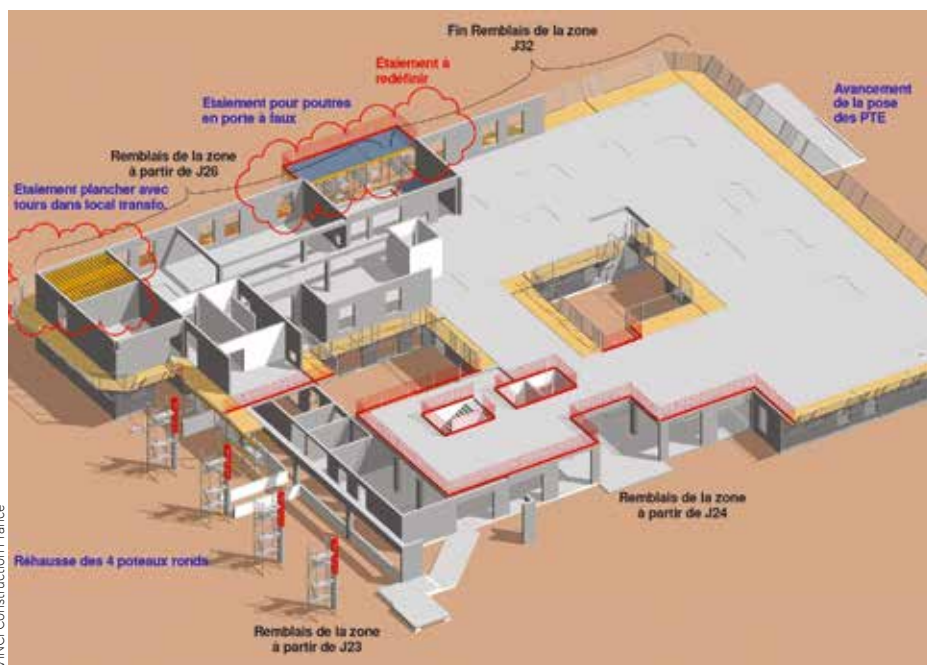 Fin Remblais de la zone
J32
Etaiement à
redéfinir
Avancement
de la pose
des PTE
Etaiement pour poutres
en porte à faux
Remblais de la zone
à partir de J26
Etaiement plancher avec
tours dans local transfo.
Remblais de la zone
à partir de J24
Réhausse des 4 poteaux ronds
Remblais de la zone
à partir de J23
VINCI Construction France